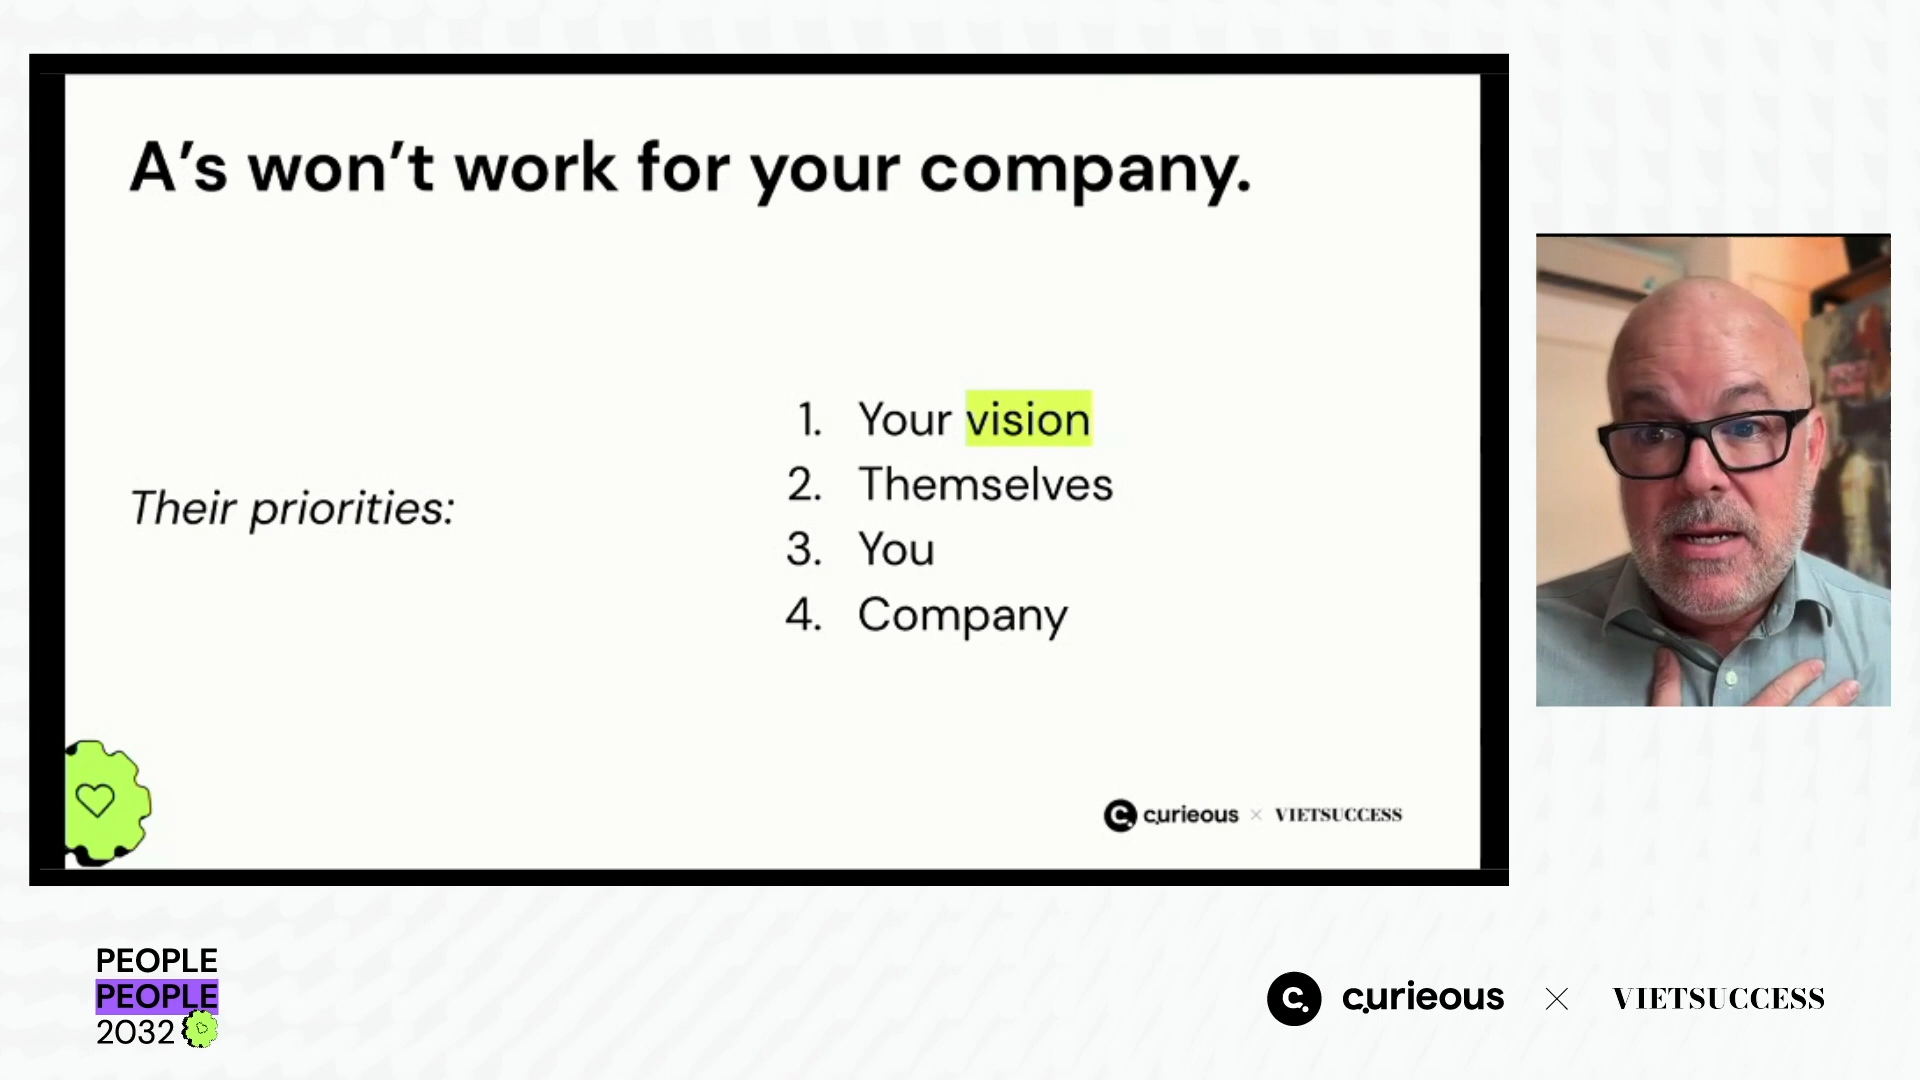 A’s won’t work for your company.
Their priorities:
1. Your vision
2. Themselves
3. You
4. Company
curieous × VIETSUCCESS
PEOPLE
PEOPLE
2032
curieous × VIETSUCCESS